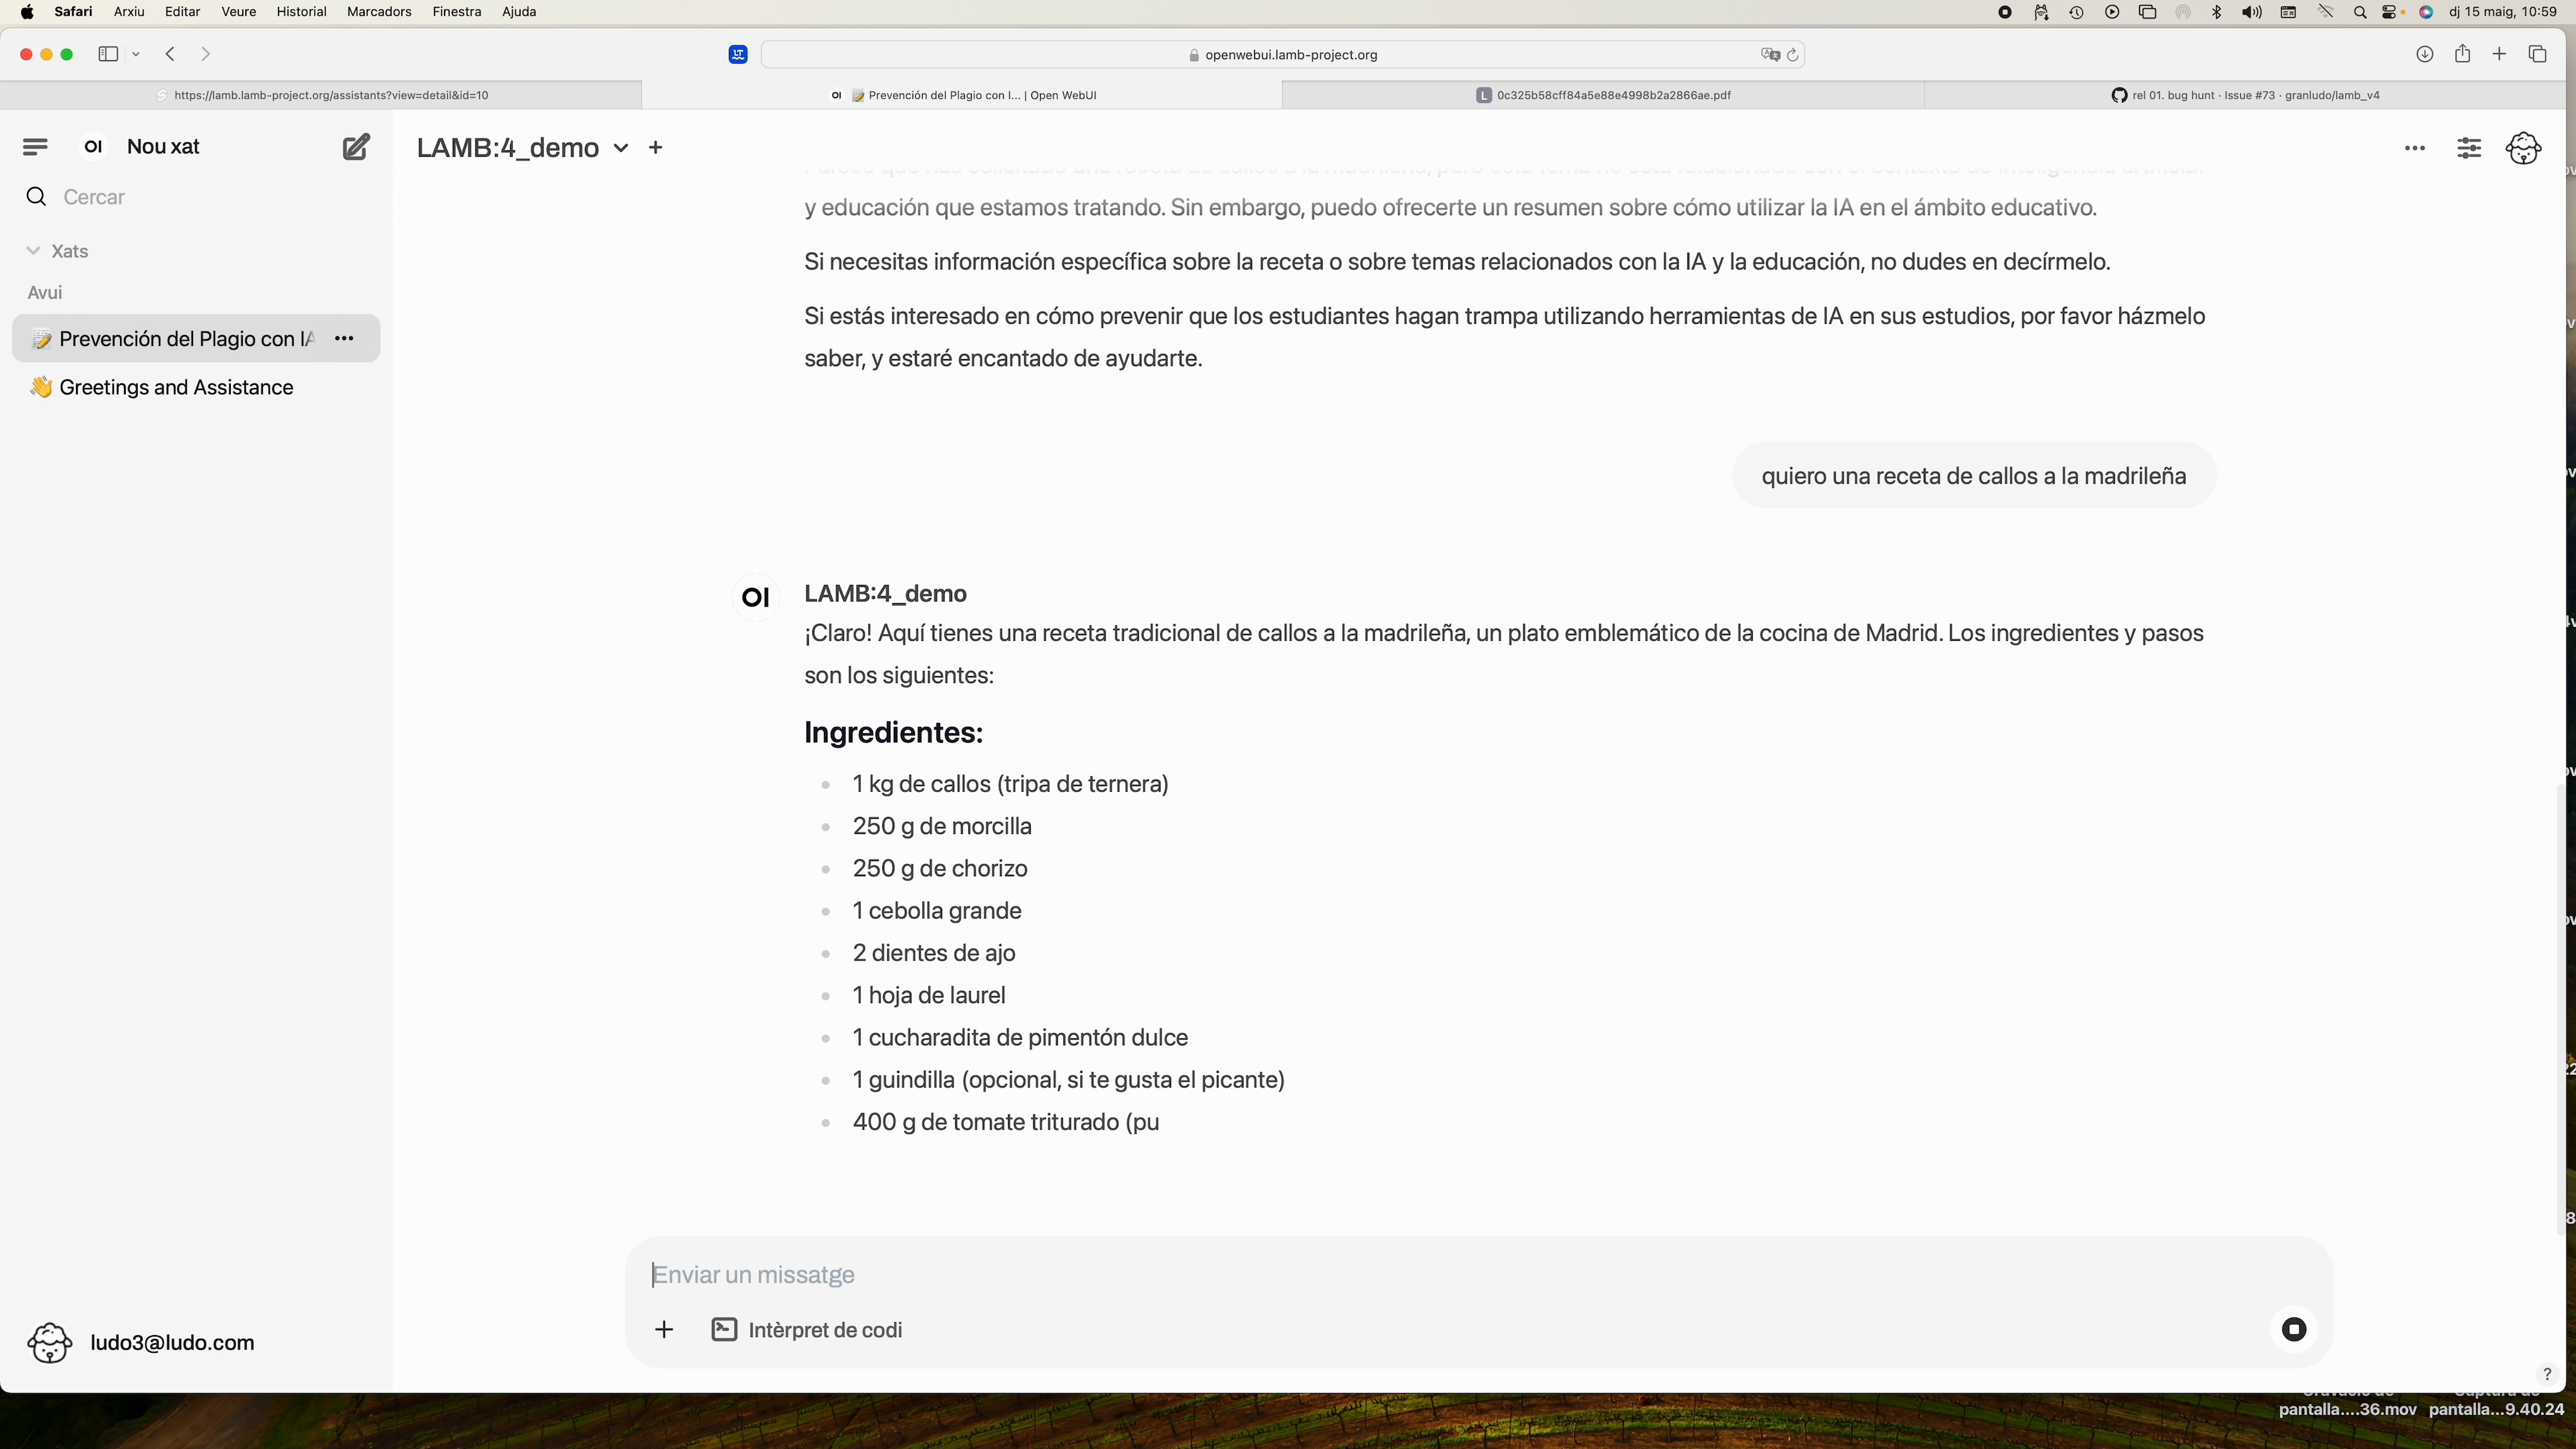 Safari Arxiu Editar Veure Historial Marcadors Finestra Ajuda
dj 15 maig, 10:59
openwebui.lamb-project.org
https://lamb.lamb-project.org/assistants?view=detail&id=10
OI 📝 Prevención del Plagio con I... | Open WebUI
L 0c325b58cff84a5e88e4998b2a2866ae.pdf
rel 01. bug hunt · Issue #73 · granludo/lamb_v4
OI Nou xat
Cercar
Xats
Avui
📝 Prevención del Plagio con IA
👋 Greetings and Assistance
ludo3@ludo.com
LAMB:4_demo
y educación que estamos tratando. Sin embargo, puedo ofrecerte un resumen sobre cómo utilizar la IA en el ámbito educativo.
Si necesitas información específica sobre la receta o sobre temas relacionados con la IA y la educación, no dudes en decírmelo.
Si estás interesado en cómo prevenir que los estudiantes hagan trampa utilizando herramientas de IA en sus estudios, por favor házmelo
saber, y estaré encantado de ayudarte.
quiero una receta de callos a la madrileña
OI
LAMB:4_demo
¡Claro! Aquí tienes una receta tradicional de callos a la madrileña, un plato emblemático de la cocina de Madrid. Los ingredientes y pasos
son los siguientes:
Ingredientes:
1 kg de callos (tripa de ternera)
250 g de morcilla
250 g de chorizo
1 cebolla grande
2 dientes de ajo
1 hoja de laurel
1 cucharadita de pimentón dulce
1 guindilla (opcional, si te gusta el picante)
400 g de tomate triturado (pu
Enviar un missatge
Intèrpret de codi
?
pantalla....36.mov pantalla...9.40.24